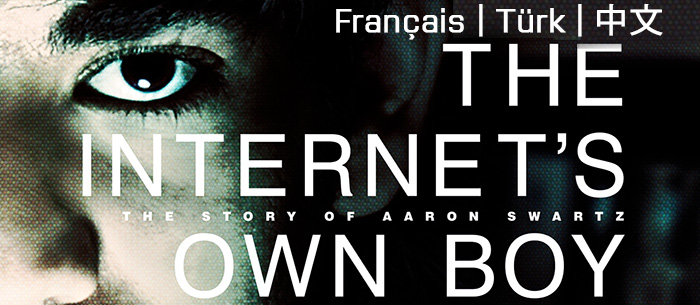 Français | Türk | 中文
THE
INTERNET'S
THE STORY OF AARON SWARTZ
OWN BOY